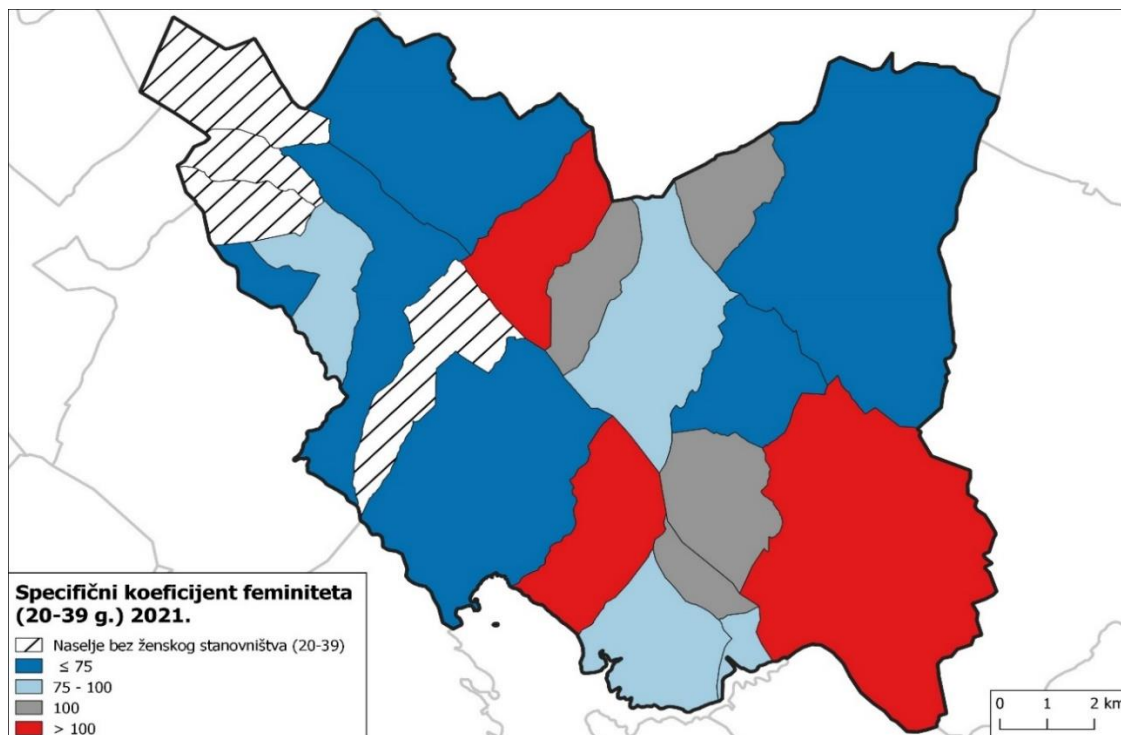 Specifični koeficijent feminiteta
(20-39 g.) 2021.
Naselje bez ženskog stanovništva (20-39)
≤ 75
75 - 100
100
> 100
0 1 2 km